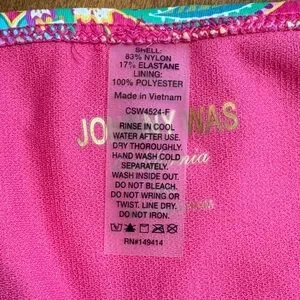 SHELL:
83% NYLON
17% ELASTANE
LINING:
100% POLYESTER
Made in Vietnam
CSW4524-F
RINSE IN COOL
WATER AFTER USE.
DRY THOROUGHLY.
HAND WASH COLD
SEPARATELY.
WASH INSIDE OUT.
DO NOT BLEACH.
DO NOT WRING OR
TWIST. LINE DRY.
DO NOT IRON.
RN#149414
JO WAS